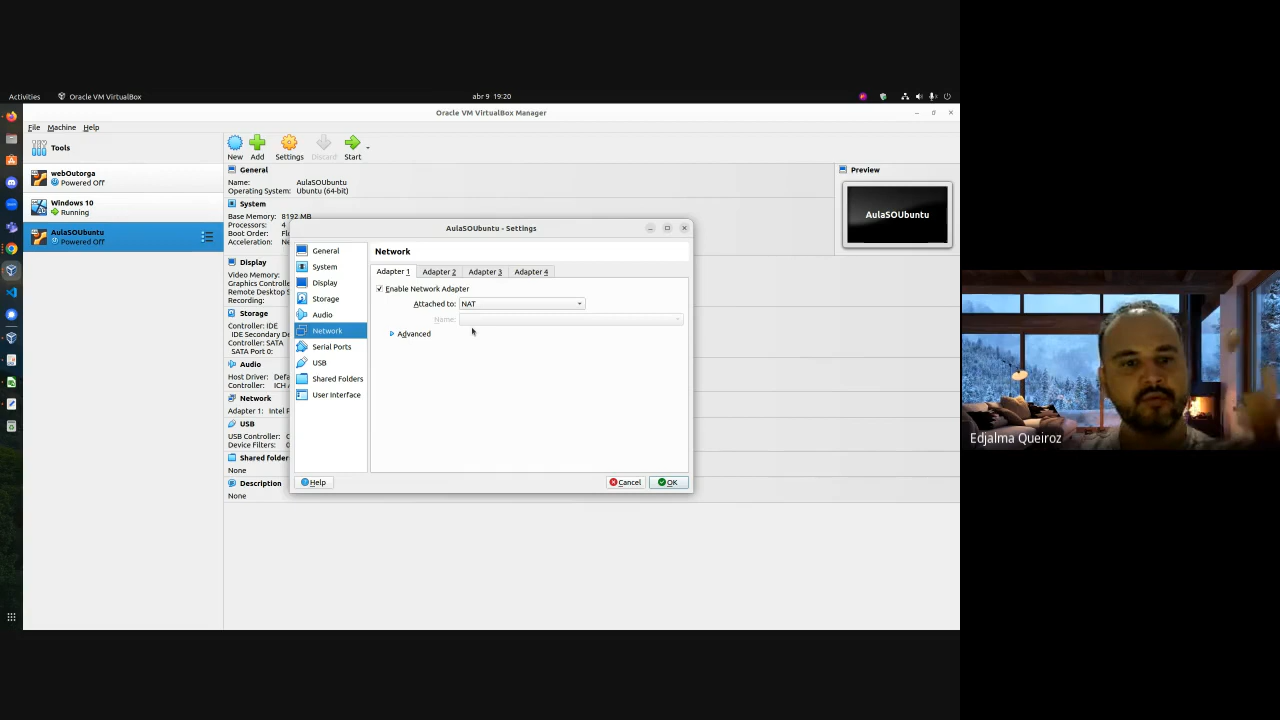 Activities
Oracle VM VirtualBox
abr 9 19:20
Oracle VM VirtualBox Manager
File Machine Help
Tools
New Add Settings Discard Start
webOutorga
Powered Off
Windows 10
Running
AulaSOUbuntu
Powered Off
General
Name: AulaSOUbuntu
Operating System: Ubuntu (64-bit)
System
Base Memory: 8192 MB
Processors: 4
Boot Order:
Acceleration:
Display
Video Memory:
Graphics
Remote Desktop
Storage
Controller: IDE
IDE Secondary
Controller: SATA
SATA Port 0:
Audio
Host Driver:
Controller: ICH
Network
Adapter 1: Intel
USB
USB Controller:
Device Filters:
Shared folder
None
Description
None
Preview
AulaSOUbuntu
AulaSOUbuntu - Settings
General
System
Display
Storage
Audio
Network
Serial Ports
USB
Shared Folders
User Interface
Network
Adapter 1 Adapter 2 Adapter 3 Adapter 4
Enable Network Adapter
Attached to: NAT
Name:
Advanced
Help
Cancel
OK
Edjalma Queiroz